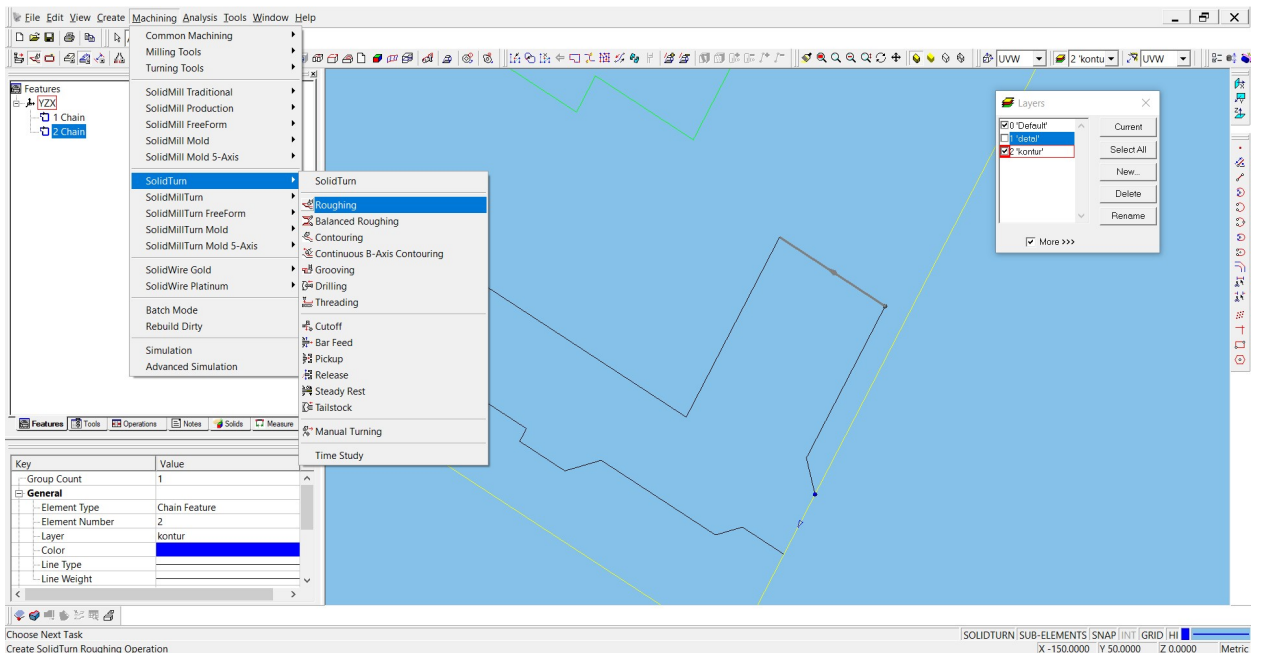 File Edit View Create Machining Analysis Tools Window Help
UVW
2 'kontu
UVW
Features
YZX
1 Chain
2 Chain
Common Machining
Milling Tools
Turning Tools
SolidMill Traditional
SolidMill Production
SolidMill FreeForm
SolidMill Mold
SolidMill Mold 5-Axis
SolidTurn
SolidMillTurn
SolidMillTurn FreeForm
SolidMillTurn Mold
SolidMillTurn Mold 5-Axis
SolidWire Gold
SolidWire Platinum
Batch Mode
Rebuild Dirty
Simulation
Advanced Simulation
SolidTurn
Roughing
Balanced Roughing
Contouring
Continuous B-Axis Contouring
Grooving
Drilling
Threading
Cutoff
Bar Feed
Pickup
Release
Steady Rest
Tailstock
Manual Turning
Time Study
Layers
0 'Default'
1 'detal'
2 'kontur'
Current
Select All
New...
Delete
Rename
More >>>
Features Tools Operations Notes Solids Measure
Key Value
Group Count 1
General
Element Type Chain Feature
Element Number 2
Layer kontur
Color
Line Type
Line Weight
Choose Next Task
SOLIDTURN SUB-ELEMENTS SNAP INT GRID HI
Create SolidTurn Roughing Operation
X -150.0000 Y 50.0000 Z 0.0000 Metric